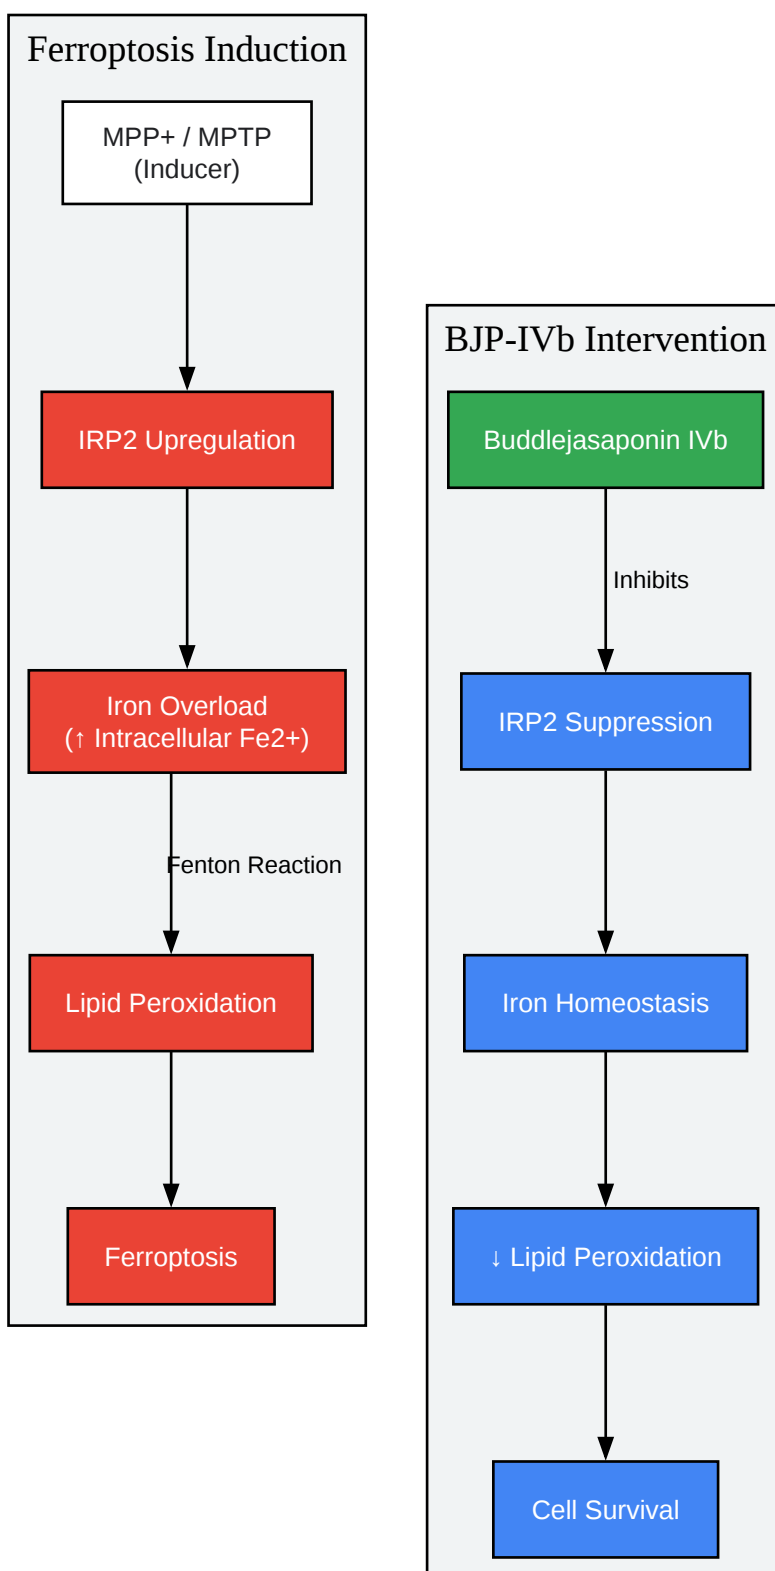 Ferroptosis Induction
MPP+ / MPTP
(Inducer)
IRP2 Upregulation
Iron Overload
(↑ Intracellular Fe2+)
Fenton Reaction
Lipid Peroxidation
Ferroptosis
BJP-IVb Intervention
Buddlejasaponin IVb
Inhibits
IRP2 Suppression
Iron Homeostasis
↓ Lipid Peroxidation
Cell Survival